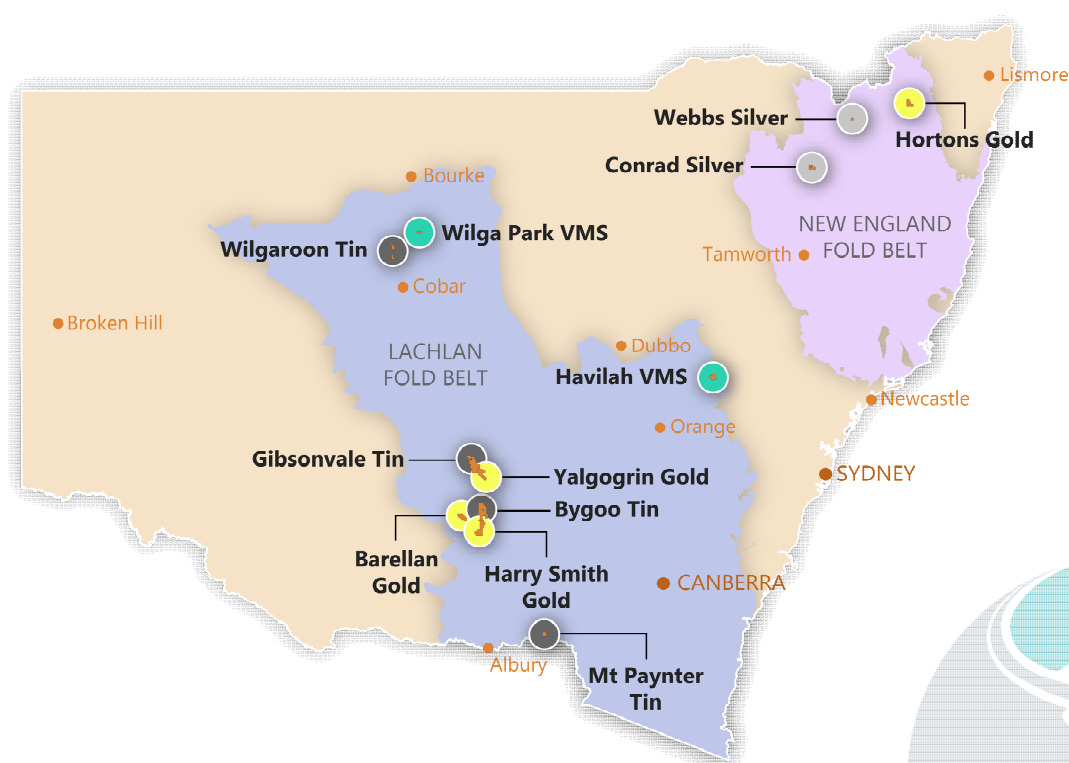 Lismore
Webbs Silver
Hortons Gold
Conrad Silver
Bourke
NEW ENGLAND
FOLD BELT
Wilga Park VMS
Wilgaroon Tin
Tamworth
Cobar
Broken Hill
Dubbo
LACHLAN
FOLD BELT
Havilah VMS
Newcastle
Orange
Gibsonvale Tin
SYDNEY
Yalgogrin Gold
Bygoo Tin
Barellan
Gold
Harry Smith
Gold
CANBERRA
Albury
Mt Paynter
Tin